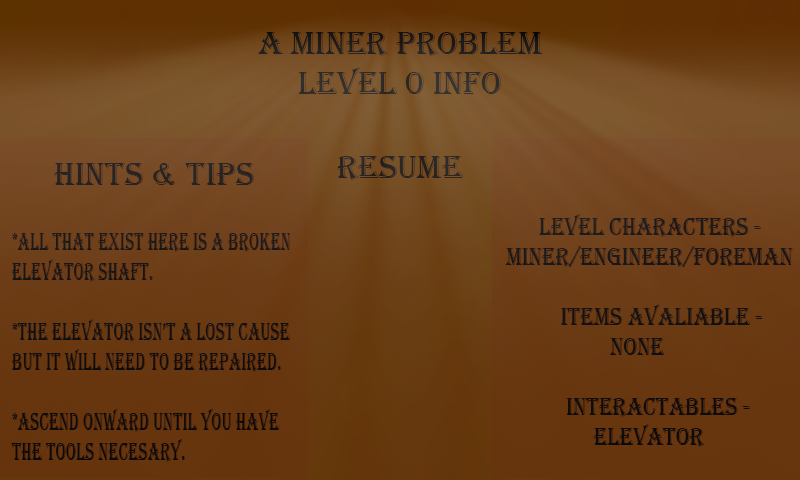 A MINER PROBLEM
LEVEL 0 INFO
HINTS & TIPS
*ALL THAT EXIST HERE IS A BROKEN
ELEVATOR SHAFT.
*THE ELEVATOR ISN'T A LOST CAUSE
BUT IT WILL NEED TO BE REPAIRED.
*ASCEND ONWARD UNTIL YOU HAVE
THE TOOLS NECESARY.
RESUME
LEVEL CHARACTERS -
MINER/ENGINEER/FOREMAN
ITEMS AVALIABLE -
NONE
INTERACTABLES -
ELEVATOR